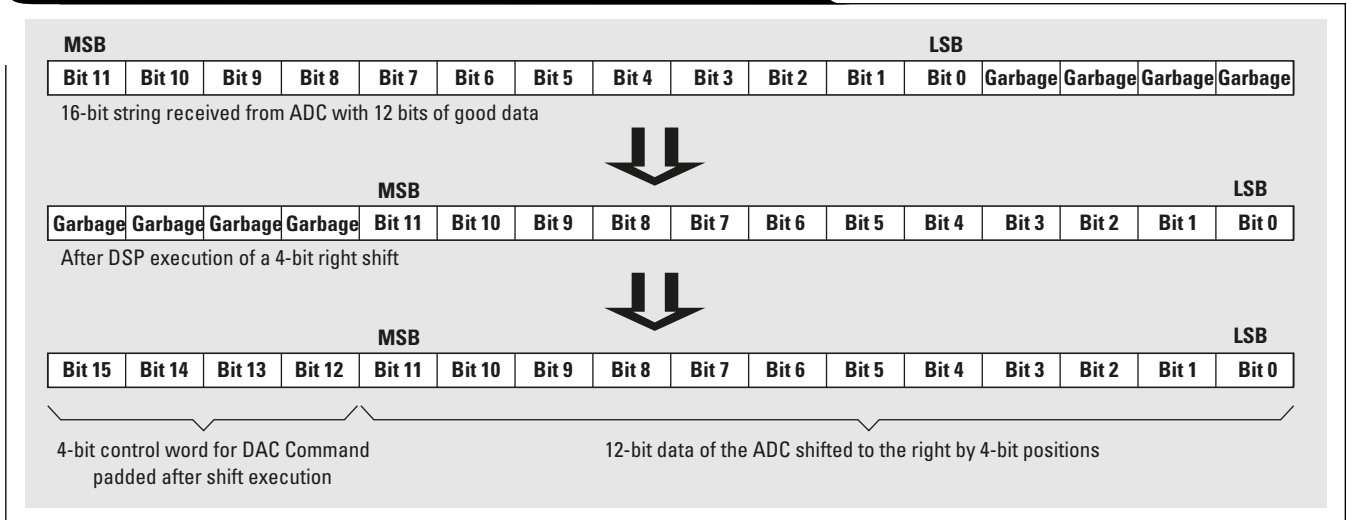 MSB LSB
Bit 11 Bit 10 Bit 9 Bit 8 Bit 7 Bit 6 Bit 5 Bit 4 Bit 3 Bit 2 Bit 1 Bit 0 Garbage Garbage Garbage Garbage
16-bit string received from ADC with 12 bits of good data
MSB LSB
Garbage Garbage Garbage Garbage Bit 11 Bit 10 Bit 9 Bit 8 Bit 7 Bit 6 Bit 5 Bit 4 Bit 3 Bit 2 Bit 1 Bit 0
After DSP execution of a 4-bit right shift
MSB LSB
Bit 15 Bit 14 Bit 13 Bit 12 Bit 11 Bit 10 Bit 9 Bit 8 Bit 7 Bit 6 Bit 5 Bit 4 Bit 3 Bit 2 Bit 1 Bit 0
4-bit control word for DAC Command
padded after shift execution
12-bit data of the ADC shifted to the right by 4-bit positions